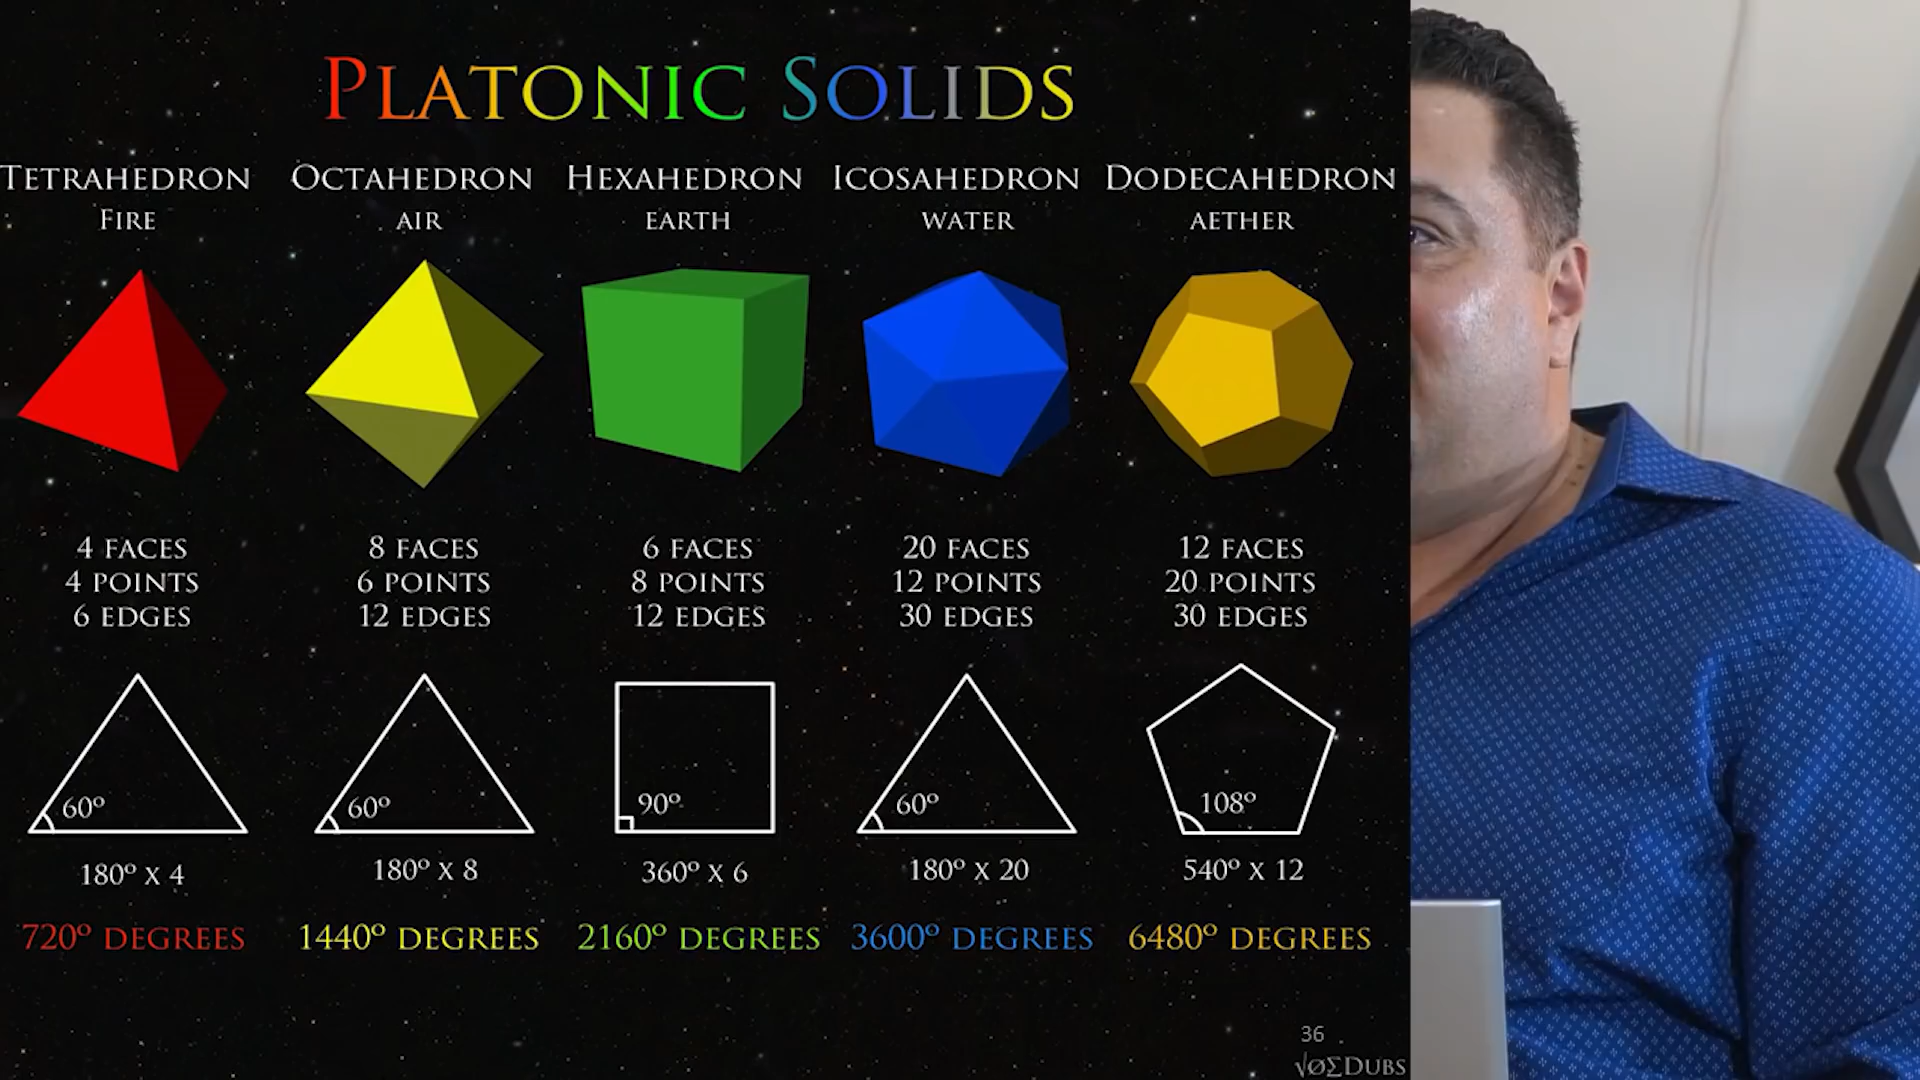 PLATONIC SOLIDS
TETRAHEDRON
FIRE
OCTAHEDRON
AIR
HEXAHEDRON
EARTH
ICOSAHEDRON
WATER
DODECAHEDRON
AETHER
4 FACES
4 POINTS
6 EDGES
8 FACES
6 POINTS
12 EDGES
6 FACES
8 POINTS
12 EDGES
20 FACES
12 POINTS
30 EDGES
12 FACES
20 POINTS
30 EDGES
60º
60º
90º
60º
108º
180º X 4
180º X 8
360º X 6
180º X 20
540º X 12
720º DEGREES
1440º DEGREES
2160º DEGREES
3600º DEGREES
6480º DEGREES
36
√ØΣDUBS